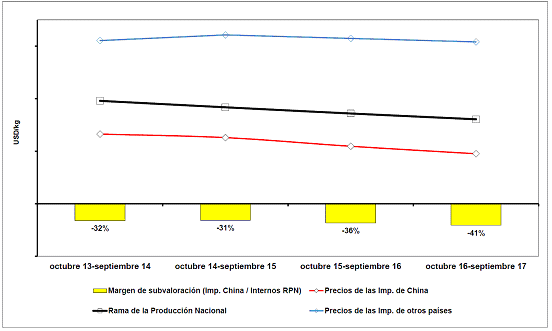 USD/kg
-32%
-31%
-36%
-41%
octubre 13-septiembre 14
octubre 14-septiembre 15
octubre 15-septiembre 16
octubre 16-septiembre 17
Margen de subvaloración (Imp. China / Internos RPN)
Precios de las Imp. de China
Rama de la Producción Nacional
Precios de las Imp. de otros países